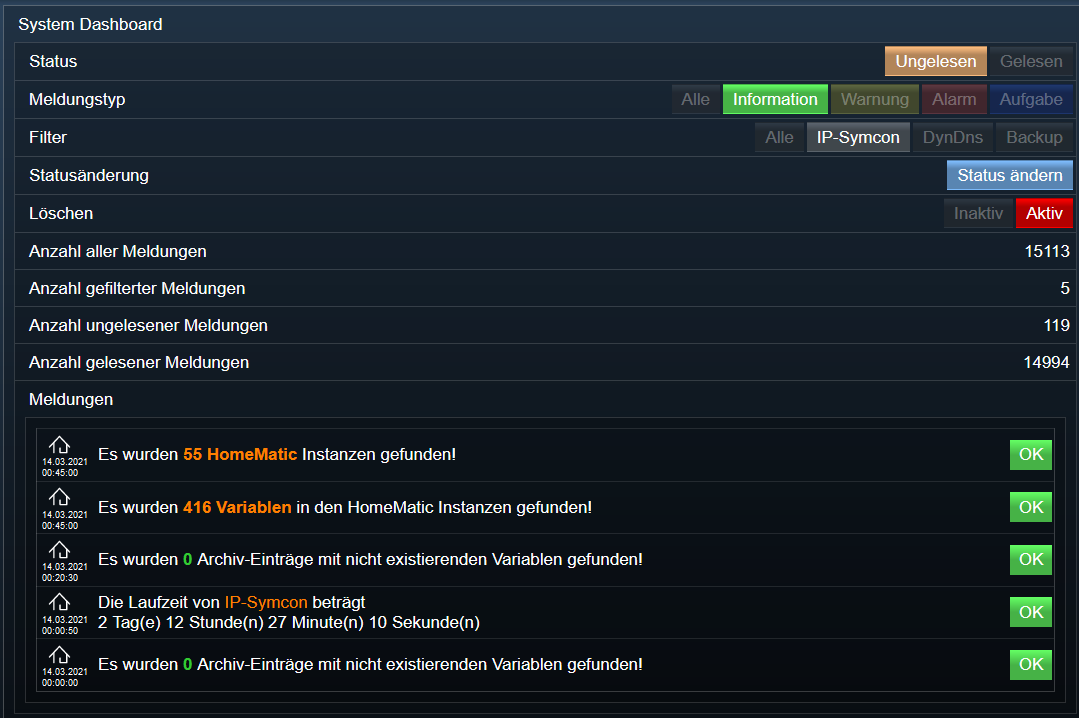 System Dashboard
Status Ungelesen Gelesen
Meldungstyp Alle Information Warnung Alarm Aufgabe
Filter Alle IP-Symcon DynDns Backup
Statusänderung Status ändern
Löschen Inaktiv Aktiv
Anzahl aller Meldungen 15113
Anzahl gefilterter Meldungen 5
Anzahl ungelesener Meldungen 119
Anzahl gelesener Meldungen 14994
Meldungen
14.03.2021
00:45:00
Es wurden 55 HomeMatic Instanzen gefunden! OK
14.03.2021
00:45:00
Es wurden 416 Variablen in den HomeMatic Instanzen gefunden! OK
14.03.2021
00:20:30
Es wurden 0 Archiv-Einträge mit nicht existierenden Variablen gefunden! OK
14.03.2021
00:00:50
Die Laufzeit von IP-Symcon beträgt
2 Tag(e) 12 Stunde(n) 27 Minute(n) 10 Sekunde(n) OK
14.03.2021
00:00:00
Es wurden 0 Archiv-Einträge mit nicht existierenden Variablen gefunden! OK